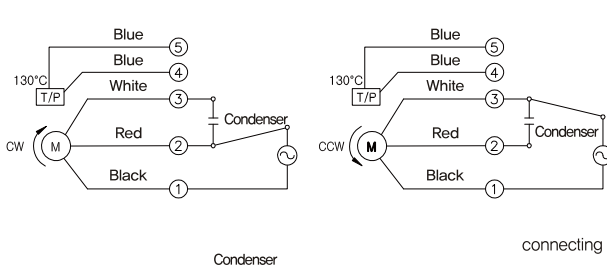 Blue 5
Blue 4
130°C
T/P
White 3
Condenser
CW M Red 2
Black 1
Blue 5
Blue 4
130°C
T/P
White 3
Condenser
CCW M Red 2
Black 1
connecting
Condenser